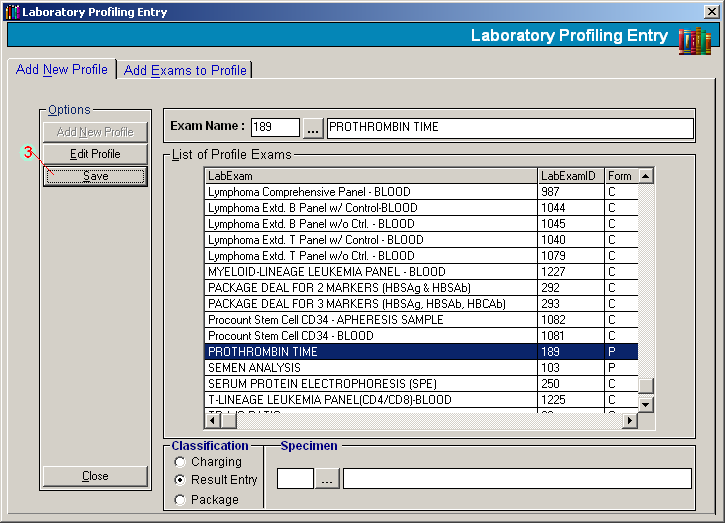 Laboratory Profiling Entry
Laboratory Profiling Entry
Add New Profile Add Exams to Profile
Options
Add New Profile
Edit Profile
3
Save
Close
Exam Name : 189 ... PROTHROMBIN TIME
List of Profile Exams
LabExam LabExamID Form
Lymphoma Comprehensive Panel - BLOOD 987 C
Lymphoma Extd. B Panel w/ Control-BLOOD 1044 C
Lymphoma Extd. B Panel w/o Ctrl. - BLOOD 1045 C
Lymphoma Extd. T Panel w/ Control - BLOOD 1040 C
Lymphoma Extd. T Panel w/o Ctrl. - BLOOD 1079 C
MYELOID-LINEAGE LEUKEMIA PANEL - BLOOD 1227 C
PACKAGE DEAL FOR 2 MARKERS (HBSAg & HBSAb) 292 C
PACKAGE DEAL FOR 3 MARKERS (HBSAg, HBSAb, HBCAb) 293 C
Procount Stem Cell CD34 - APHERESIS SAMPLE 1082 C
Procount Stem Cell CD34 - BLOOD 1081 C
PROTHROMBIN TIME 189 P
SEMEN ANALYSIS 103 P
SERUM PROTEIN ELECTROPHORESIS (SPE) 250 C
T-LINEAGE LEUKEMIA PANEL(CD4/CD8)-BLOOD 1225 C
Classification
Charging
Result Entry
Package
Specimen
...